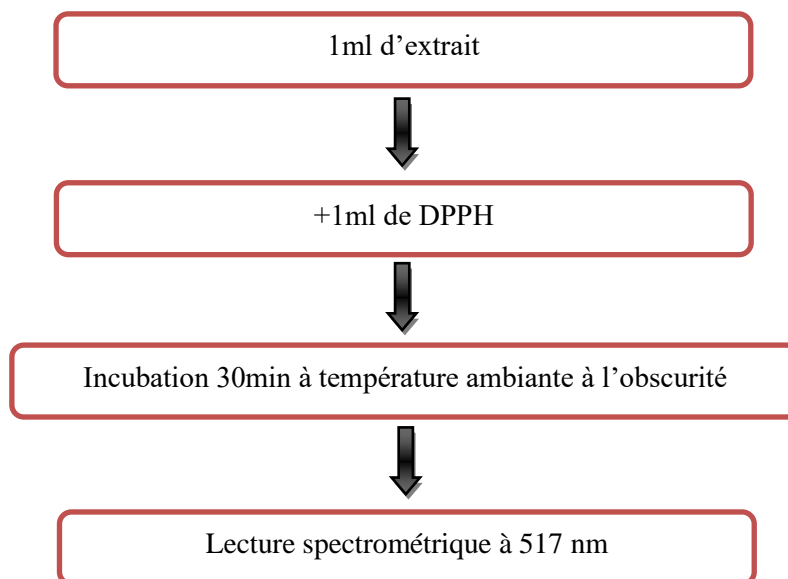 1ml d’extrait
+1ml de DPPH
Incubation 30min à température ambiante à l’obscurité
Lecture spectrométrique à 517 nm